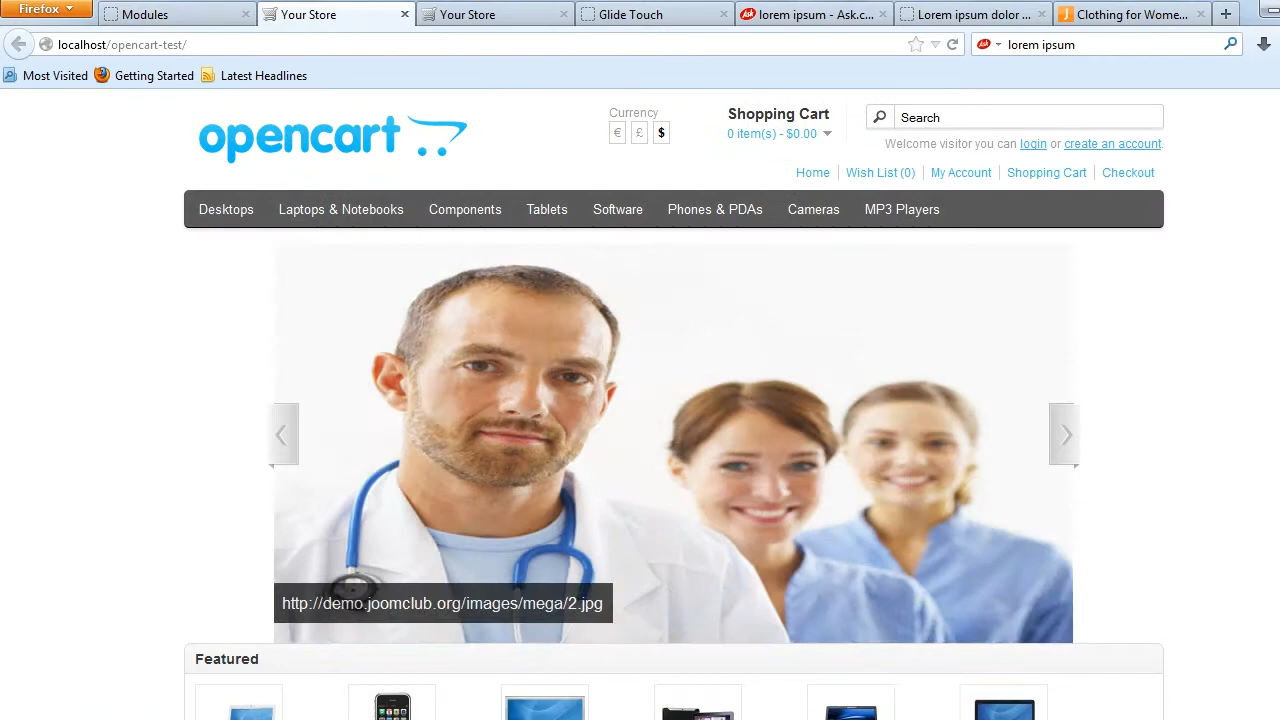 Firefox
Modules
Your Store
Your Store
Glide Touch
lorem ipsum - Ask.c...
Lorem ipsum dolor ...
Clothing for Wome...
localhost/opencart-test/
Ask
lorem ipsum
Most Visited
Getting Started
Latest Headlines
opencart
Currency
€ £ $
Shopping Cart
0 item(s) - $0.00
Search
Welcome visitor you can login or create an account.
Home
Wish List (0)
My Account
Shopping Cart
Checkout
Desktops
Laptops & Notebooks
Components
Tablets
Software
Phones & PDAs
Cameras
MP3 Players
http://demo.joomclub.org/images/mega/2.jpg
Featured